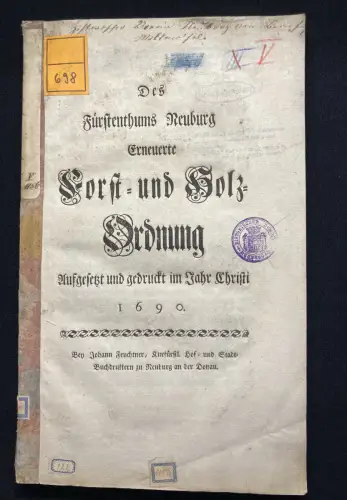 698
V
Des
Fürstenthums Neuburg
Erneuerte
Forst- und Holz-
Ordnung
Aufgesetzt und gedruckt im Jahr Christi
1690.
Bey Johann Feuchtner, Kurfürstl. Hof- und Stadt-
Buchdruckern zu Neuburg an der Donau.